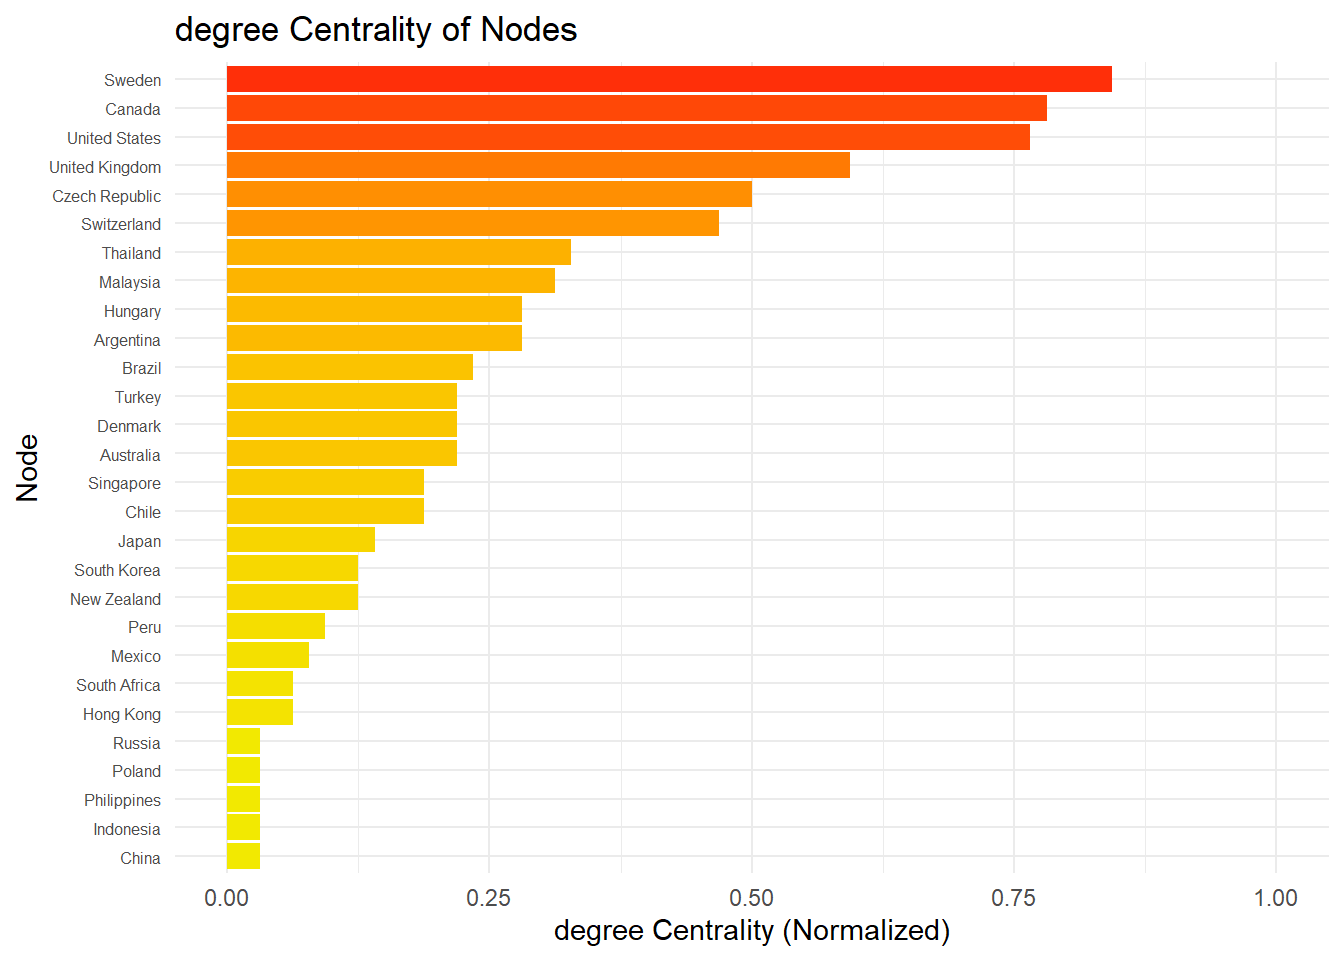 degree Centrality of Nodes
Sweden
Canada
United States
United Kingdom
Czech Republic
Switzerland
Thailand
Malaysia
Hungary
Argentina
Brazil
Turkey
Denmark
Australia
Singapore
Chile
Japan
South Korea
New Zealand
Peru
Mexico
South Africa
Hong Kong
Russia
Poland
Philippines
Indonesia
China
Node
0.00 0.25 0.50 0.75 1.00
degree Centrality (Normalized)